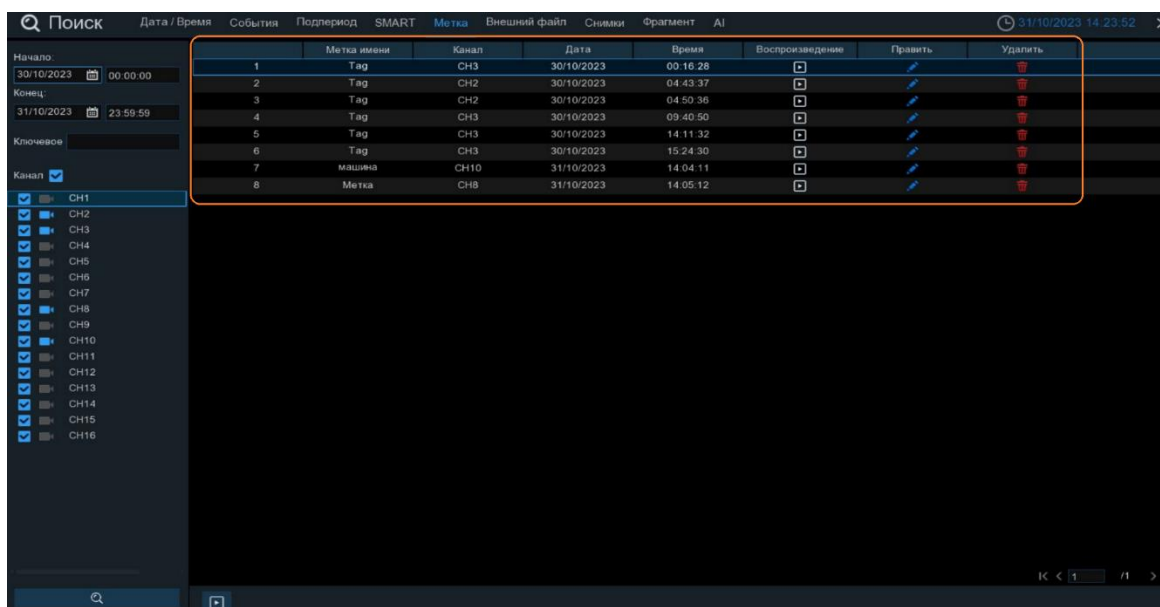 Поиск Дата / Время События Подпериод SMART Метка Внешний файл Снимки Фрагмент AI 31/10/2023 14:23:52
Начало:
30/10/2023 00:00:00
Конец:
31/10/2023 23:59:59
Ключевое
Канал
CH1
CH2
CH3
CH4
CH5
CH6
CH7
CH8
CH9
CH10
CH11
CH12
CH13
CH14
CH15
CH16
Метка имени Канал Дата Время Воспроизведение Править Удалить
1 Tag CH3 30/10/2023 00:16:28
2 Tag CH2 30/10/2023 04:43:37
3 Tag CH2 30/10/2023 04:50:36
4 Tag CH3 30/10/2023 09:40:50
5 Tag CH3 30/10/2023 14:11:32
6 Tag CH3 30/10/2023 15:24:30
7 машина CH10 31/10/2023 14:04:11
8 Метка CH8 31/10/2023 14:05:12
1 /1